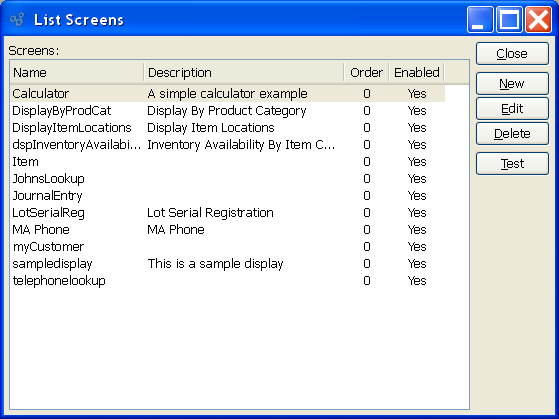 List Screens
Screens:
Close
Name Description Order Enabled
New
Calculator A simple calculator example 0 Yes
Edit
DisplayByProdCat Display By Product Category 0 Yes
DisplayItemLocations Display Item Locations 0 Yes
Delete
dspInventoryAvailabi... Inventory Availability By Item C... 0 Yes
Item 0 Yes
Test
JohnsLookup 0 Yes
JournalEntry 0 Yes
LotSerialReg Lot Serial Registration 0 Yes
MA Phone MA Phone 0 Yes
myCustomer 0 Yes
sampledisplay This is a sample display 0 Yes
telephonelookup 0 Yes